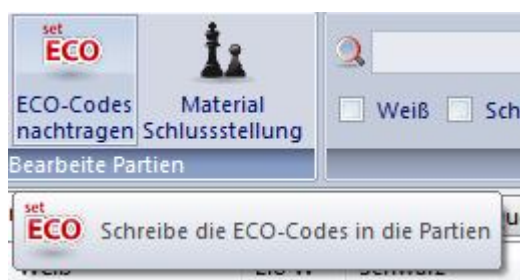 set
ECO
ECO-Codes
nachtragen
Material
Schlussstellung
Weiß
Sch
Bearbeite Partien
set
ECO
Schreibe die ECO-Codes in die Partien